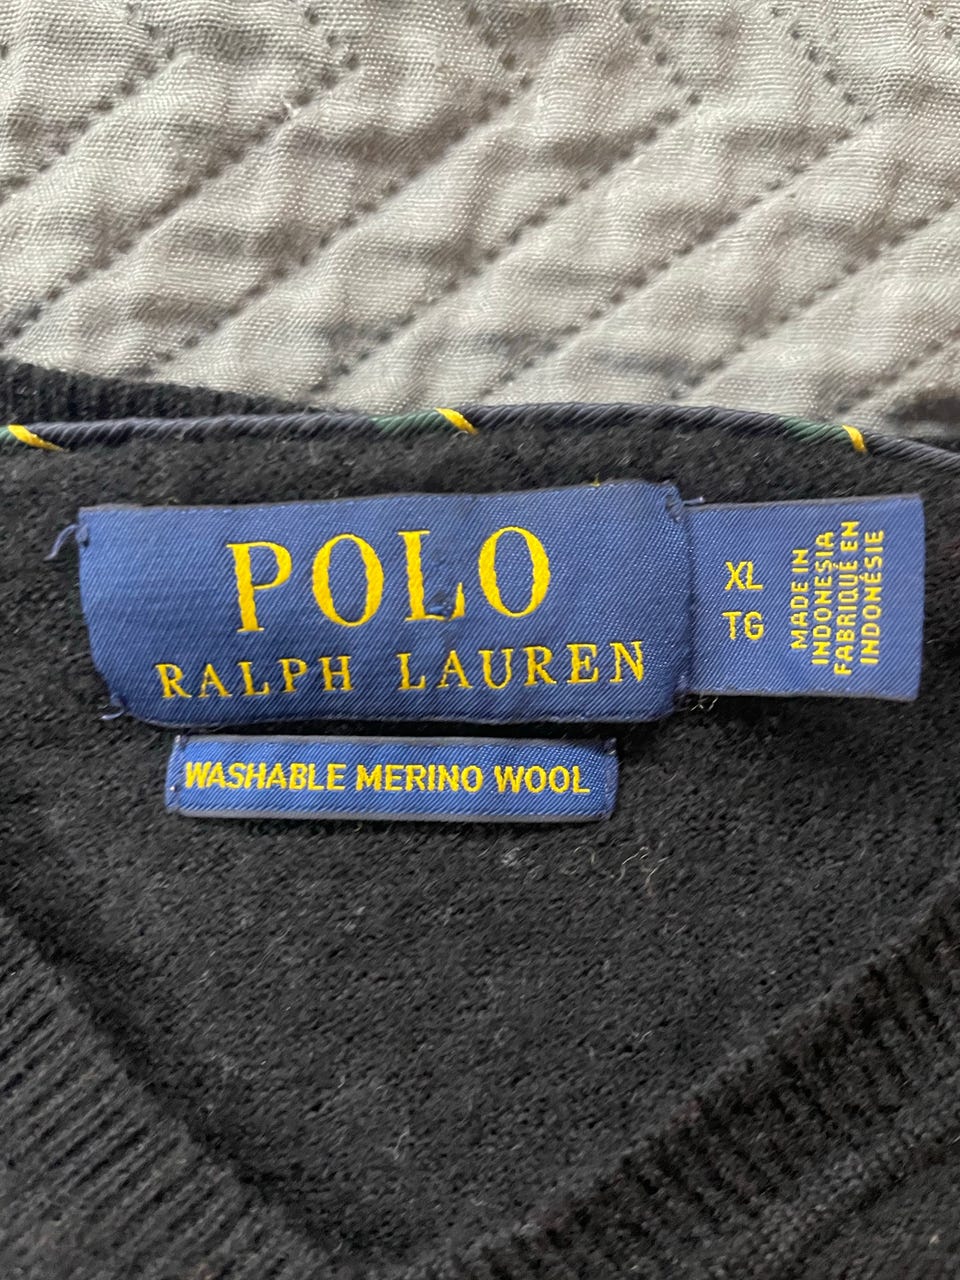 POLO
RALPH LAUREN
XL
TG
MADE IN
INDONESIA
FABRIQUÉ EN
INDONÉSIE
WASHABLE MERINO WOOL